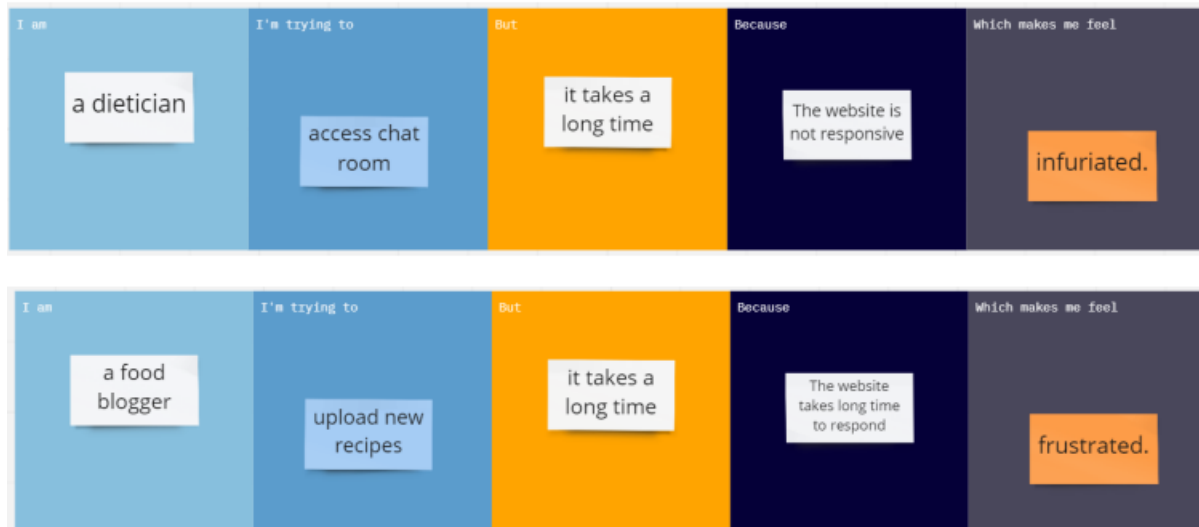 I am
I'm trying to
But
Because
Which makes me feel
a dietician
access chat
room
it takes a
long time
The website is
not responsive
infuriated.
I am
I'm trying to
But
Because
Which makes me feel
a food
blogger
upload new
recipes
it takes a
long time
The website
takes long time
to respond
frustrated.